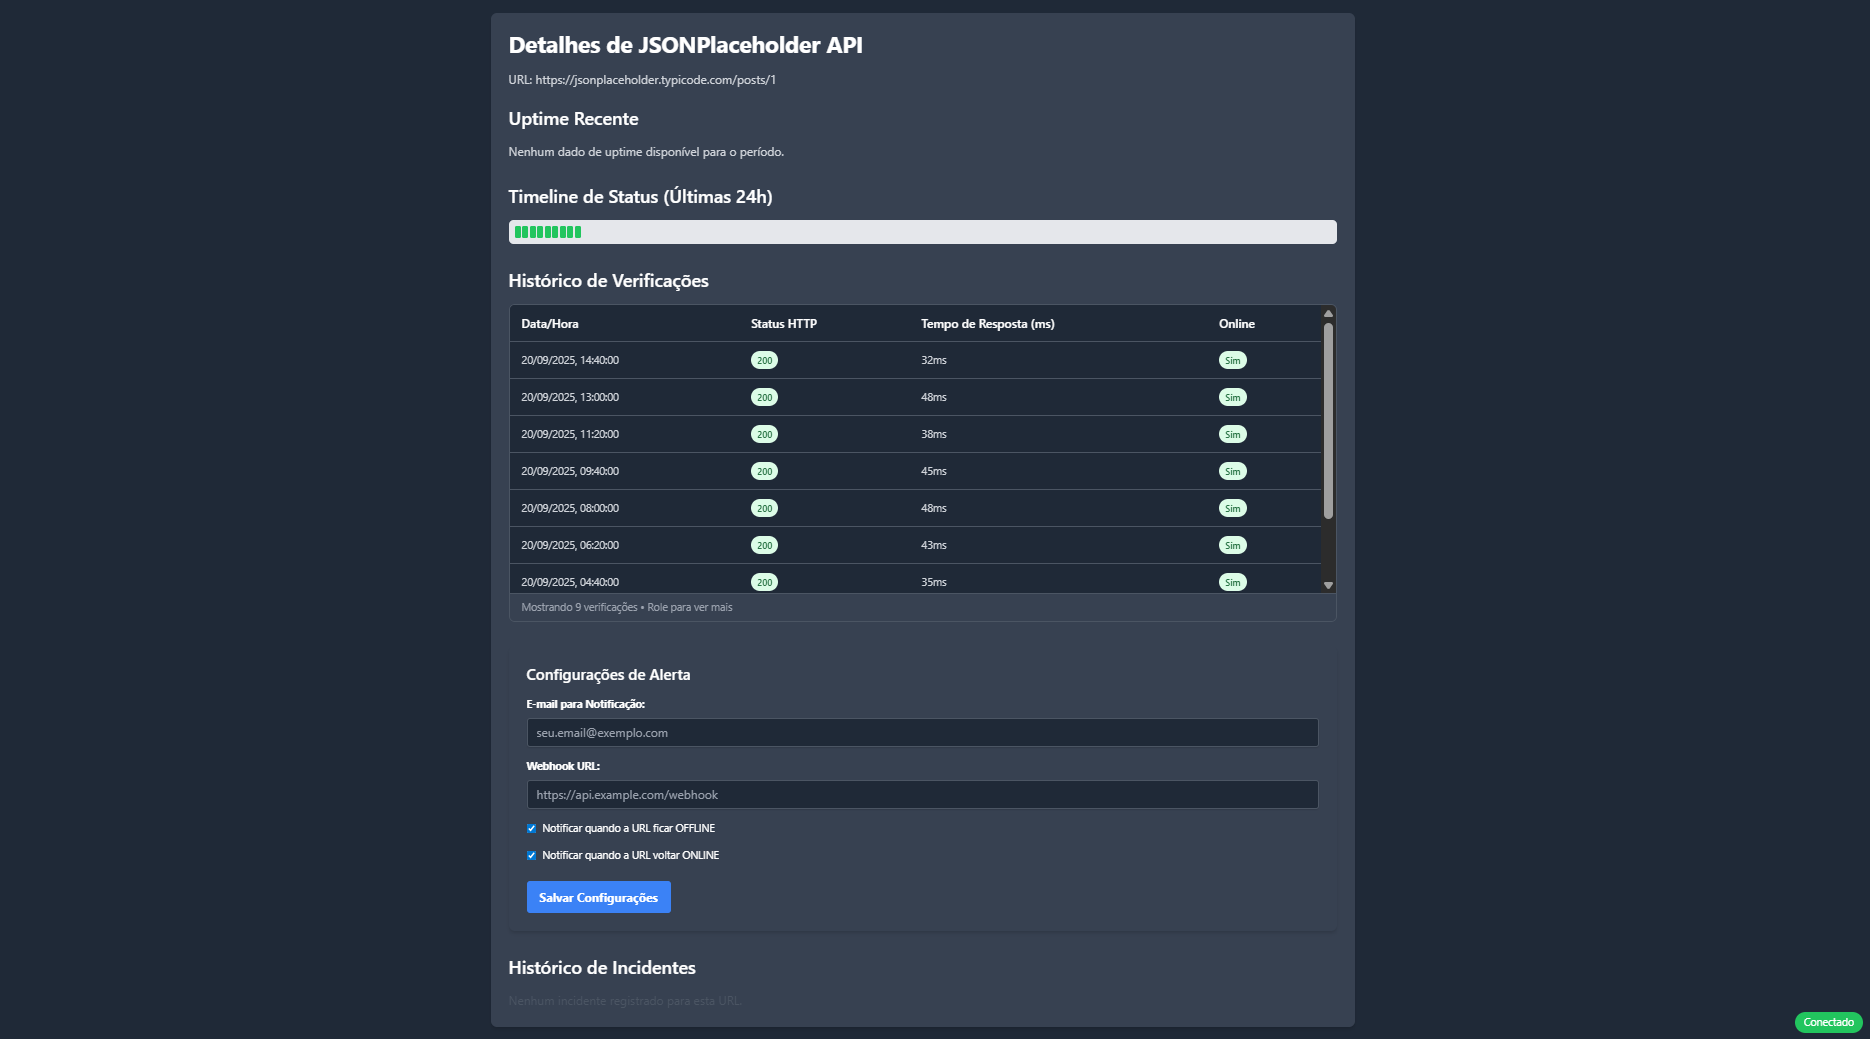 Detalhes de JSONPlaceholder API
URL: https://jsonplaceholder.typicode.com/posts/1
Uptime Recente
Nenhum dado de uptime disponível para o período.
Timeline de Status (Últimas 24h)
Histórico de Verificações
Data/Hora Status HTTP Tempo de Resposta (ms) Online
20/09/2025, 14:40:00 200 32ms Sim
20/09/2025, 13:00:00 200 48ms Sim
20/09/2025, 11:20:00 200 38ms Sim
20/09/2025, 09:40:00 200 45ms Sim
20/09/2025, 08:00:00 200 48ms Sim
20/09/2025, 06:20:00 200 43ms Sim
20/09/2025, 04:40:00 200 35ms Sim
Mostrando 9 verificações • Role para ver mais
Configurações de Alerta
E-mail para Notificação:
seu.email@exemplo.com
Webhook URL:
https://api.example.com/webhook
Notificar quando a URL ficar OFFLINE
Notificar quando a URL voltar ONLINE
Salvar Configurações
Histórico de Incidentes
Nenhum incidente registrado para esta URL.
Conectado